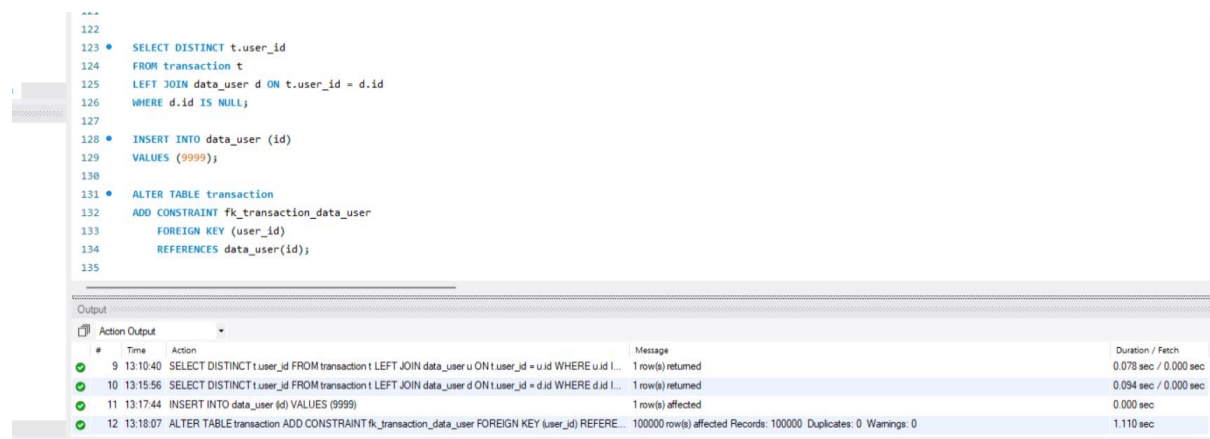 122
123 SELECT DISTINCT t.user_id
124 FROM transaction t
125 LEFT JOIN data_user d ON t.user_id = d.id
126 WHERE d.id IS NULL;
127
128 INSERT INTO data_user (id)
129 VALUES (9999);
130
131 ALTER TABLE transaction
132 ADD CONSTRAINT fk_transaction_data_user
133 FOREIGN KEY (user_id)
134 REFERENCES data_user(id);
135
Output
Action Output
# Time Action Message Duration / Fetch
9 13:10:40 SELECT DISTINCT t.user_id FROM transaction t LEFT JOIN data_user u ON t.user_id = u.id WHERE u.id I... 1 row(s) returned 0.078 sec / 0.000 sec
10 13:15:56 SELECT DISTINCT t.user_id FROM transaction t LEFT JOIN data_user d ON t.user_id = d.id WHERE d.id I... 1 row(s) returned 0.094 sec / 0.000 sec
11 13:17:44 INSERT INTO data_user (id) VALUES (9999) 1 row(s) affected 0.000 sec
12 13:18:07 ALTER TABLE transaction ADD CONSTRAINT fk_transaction_data_user FOREIGN KEY (user_id) REFERE... 100000 row(s) affected Records: 100000 Duplicates: 0 Warnings: 0 1.110 sec